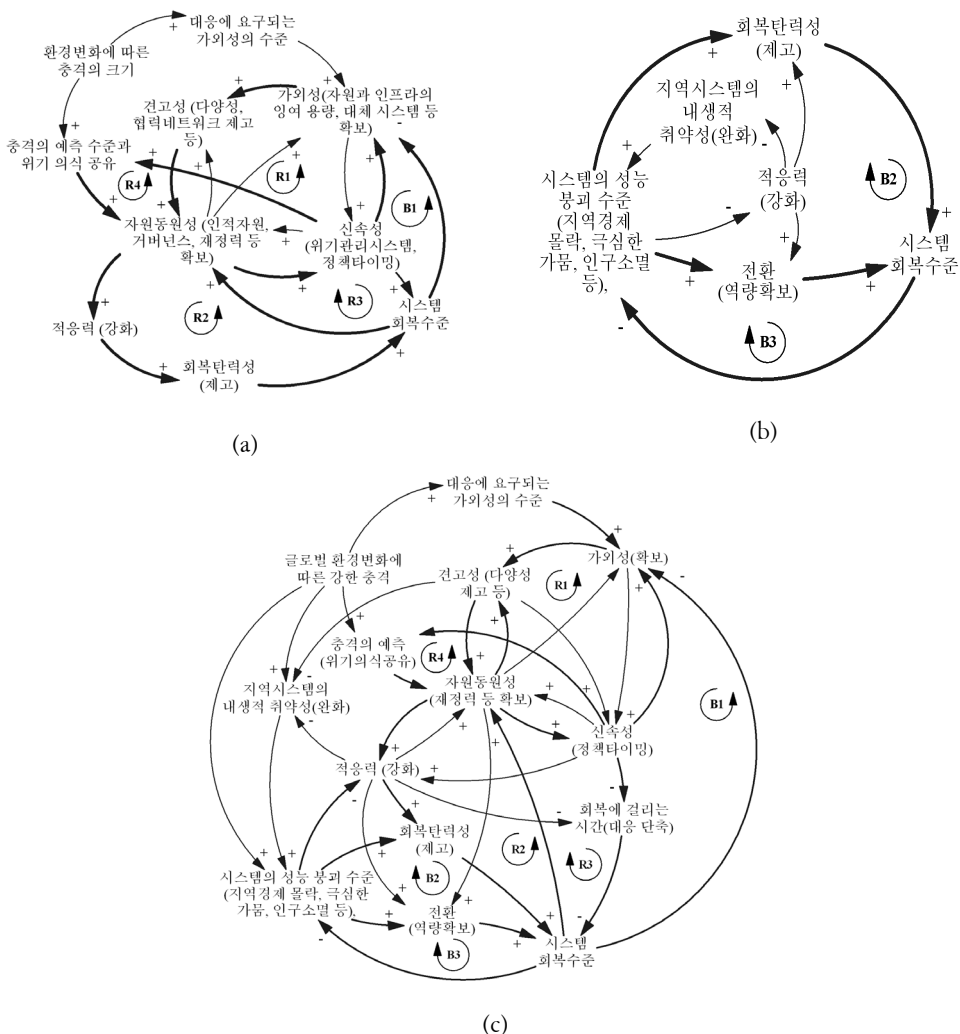 대응에 요구되는
가외성의 수준
환경변화에 따른
충격의 크기
가외성(자원과 인프라의
잉여 용량, 대체 시스템 등
확보)
견고성 (다양성,
협력네트워크 제고
등)
충격의 예측 수준과
위기 의식 공유
R4
R1
B1
자원동원성 (인적자원,
거버넌스, 재정력 등
확보)
신속성
(위기관리시스템,
정책타이밍)
R2
R3
시스템
회복수준
적응력 (강화)
회복탄력성
(제고)
(a)
회복탄력성
(제고)
지역시스템의
내생적
취약성(완화)
시스템의 성능
붕괴 수준
(지역경제
몰락, 극심한
가뭄, 인구소멸
등),
적응력
(강화)
B2
시스템
회복수준
전환
(역량확보)
B3
(b)
대응에 요구되는
가외성의 수준
글로벌 환경변화에
따른 강한 충격
가외성(확보)
견고성 (다양성
제고 등)
R1
충격의 예측
(위기의식공유)
R4
자원동원성
(재정력 등 확보)
지역시스템의
내생적 취약성(완화)
B1
신속성
(정책타이밍)
적응력 (강화)
회복에 걸리는
시간(대응 단축)
회복탄력성
(제고)
R2
R3
시스템의 성능 붕괴 수준
(지역경제 몰락, 극심한
가뭄, 인구소멸 등),
B2
전환
(역량확보)
B3
시스템
회복수준
(c)